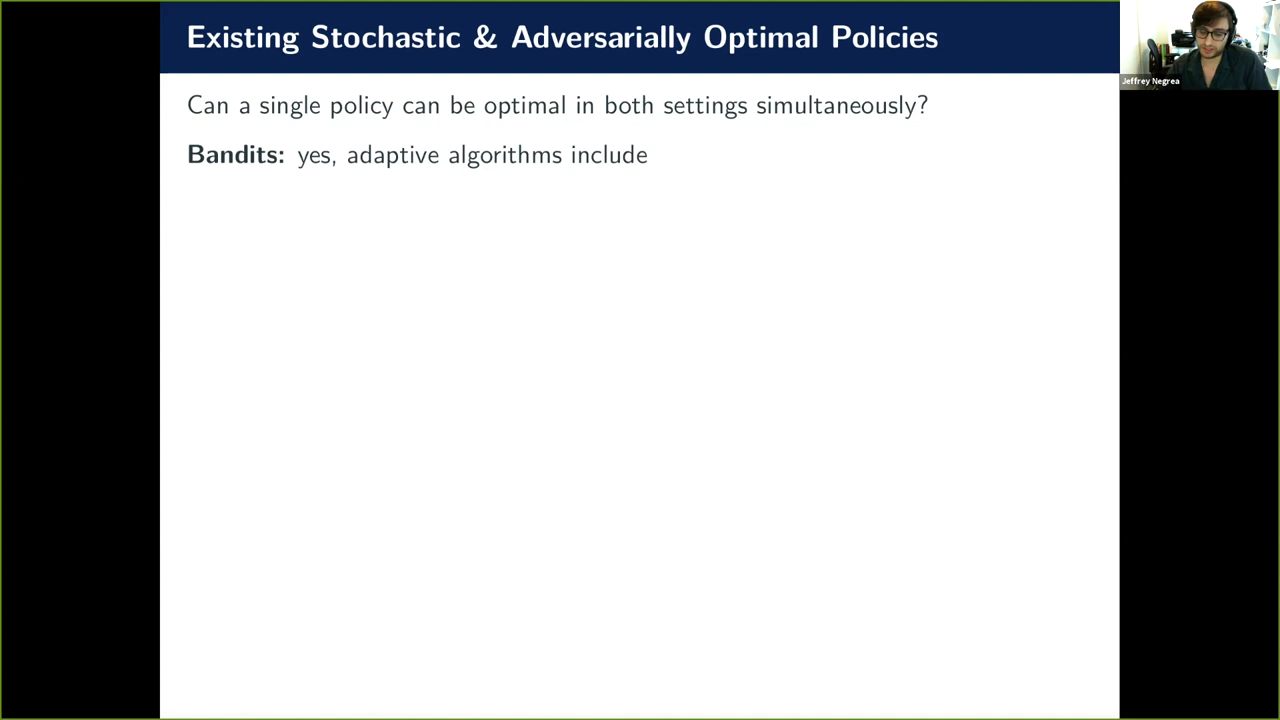 Existing Stochastic & Adversarially Optimal Policies
Jeffrey Negrea
Can a single policy can be optimal in both settings simultaneously?
Bandits: yes, adaptive algorithms include